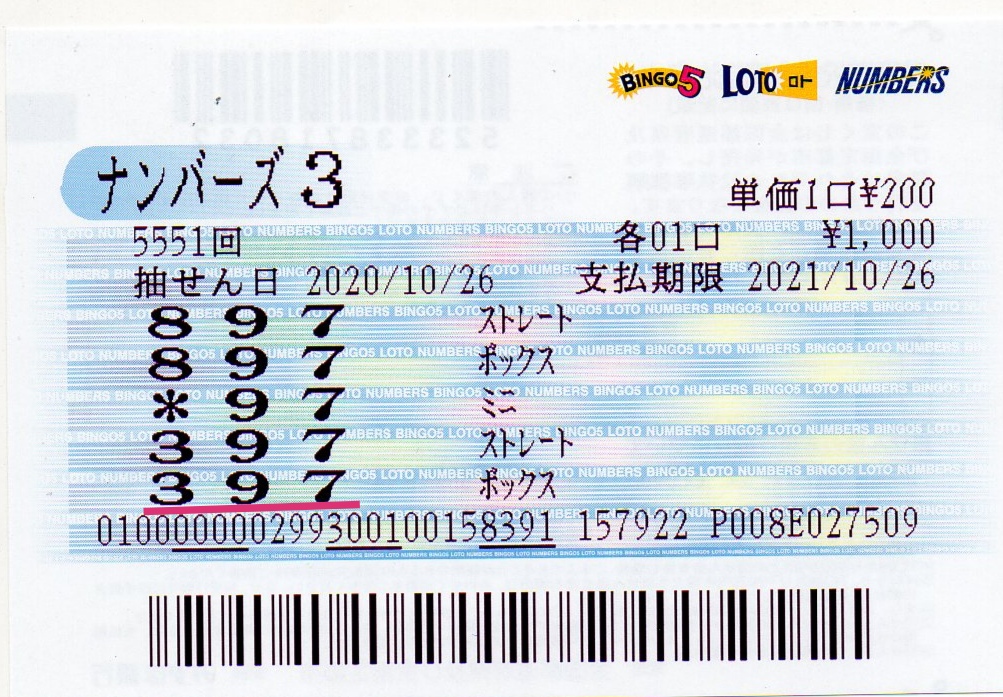 BINGO5 LOTO ロト NUMBERS
ナンバーズ 3
単価1口¥200
5551回 各01口 ¥1,000
抽せん日 2020/10/26 支払期限 2021/10/26
8 9 7 ストレート
8 9 7 ボックス
* 9 7 ミニ
3 9 7 ストレート
3 9 7 ボックス
0100000000299300100158391 157922 P008E027509